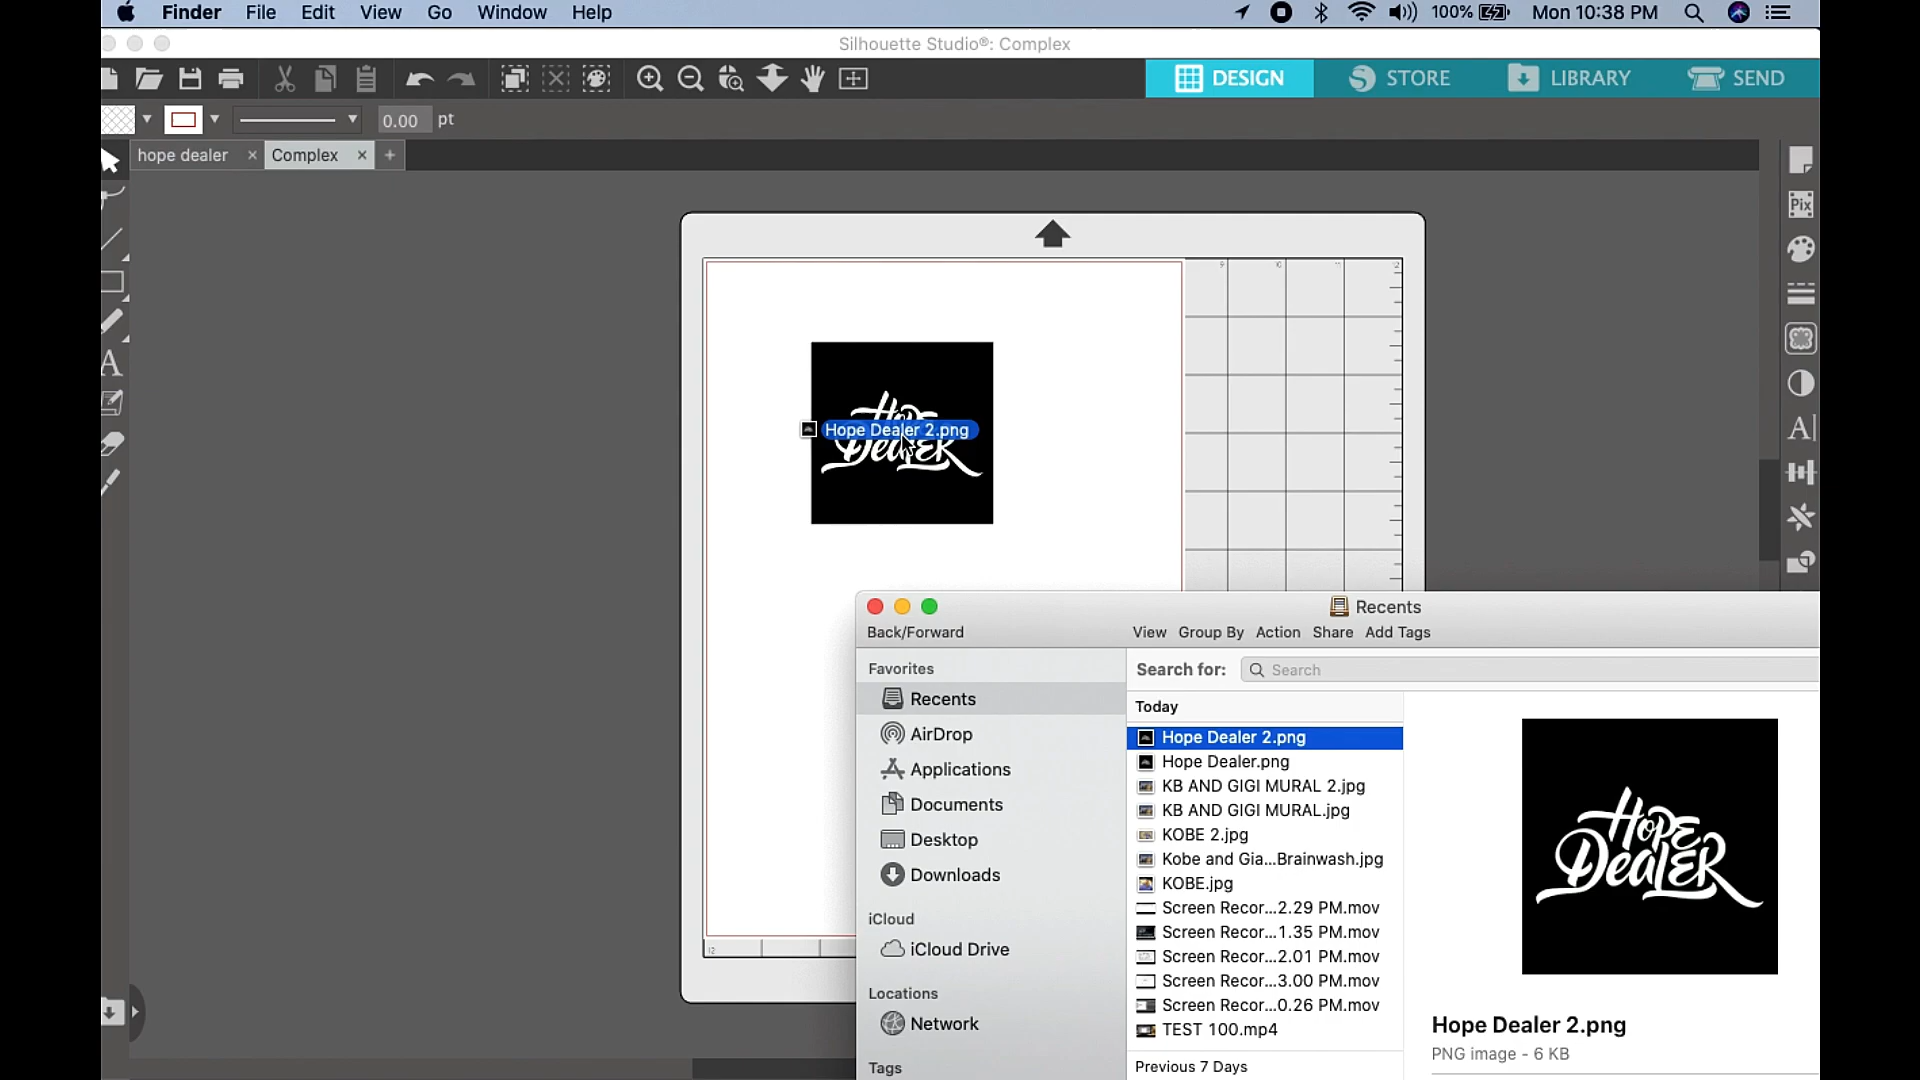 Finder File Edit View Go Window Help 100% Mon 10:38 PM
Silhouette Studio®: Complex
DESIGN STORE LIBRARY SEND
0.00 pt
hope dealer × Complex × +
Pix
9 10 11 12
HOPE
DEALER
Hope Dealer 2.png
A
A
12
Recents
Back/Forward View Group By Action Share Add Tags
Favorites
Recents
AirDrop
Applications
Documents
Desktop
Downloads
iCloud
iCloud Drive
Locations
Network
Tags
Search for: Search
Today
Hope Dealer 2.png
Hope Dealer.png
KB AND GIGI MURAL 2.jpg
KB AND GIGI MURAL.jpg
KOBE 2.jpg
Kobe and Gia...Brainwash.jpg
KOBE.jpg
Screen Recor...2.29 PM.mov
Screen Recor...1.35 PM.mov
Screen Recor...2.01 PM.mov
Screen Recor...3.00 PM.mov
Screen Recor...0.26 PM.mov
TEST 100.mp4
Previous 7 Days
HOPE
DEALER
Hope Dealer 2.png
PNG image - 6 KB